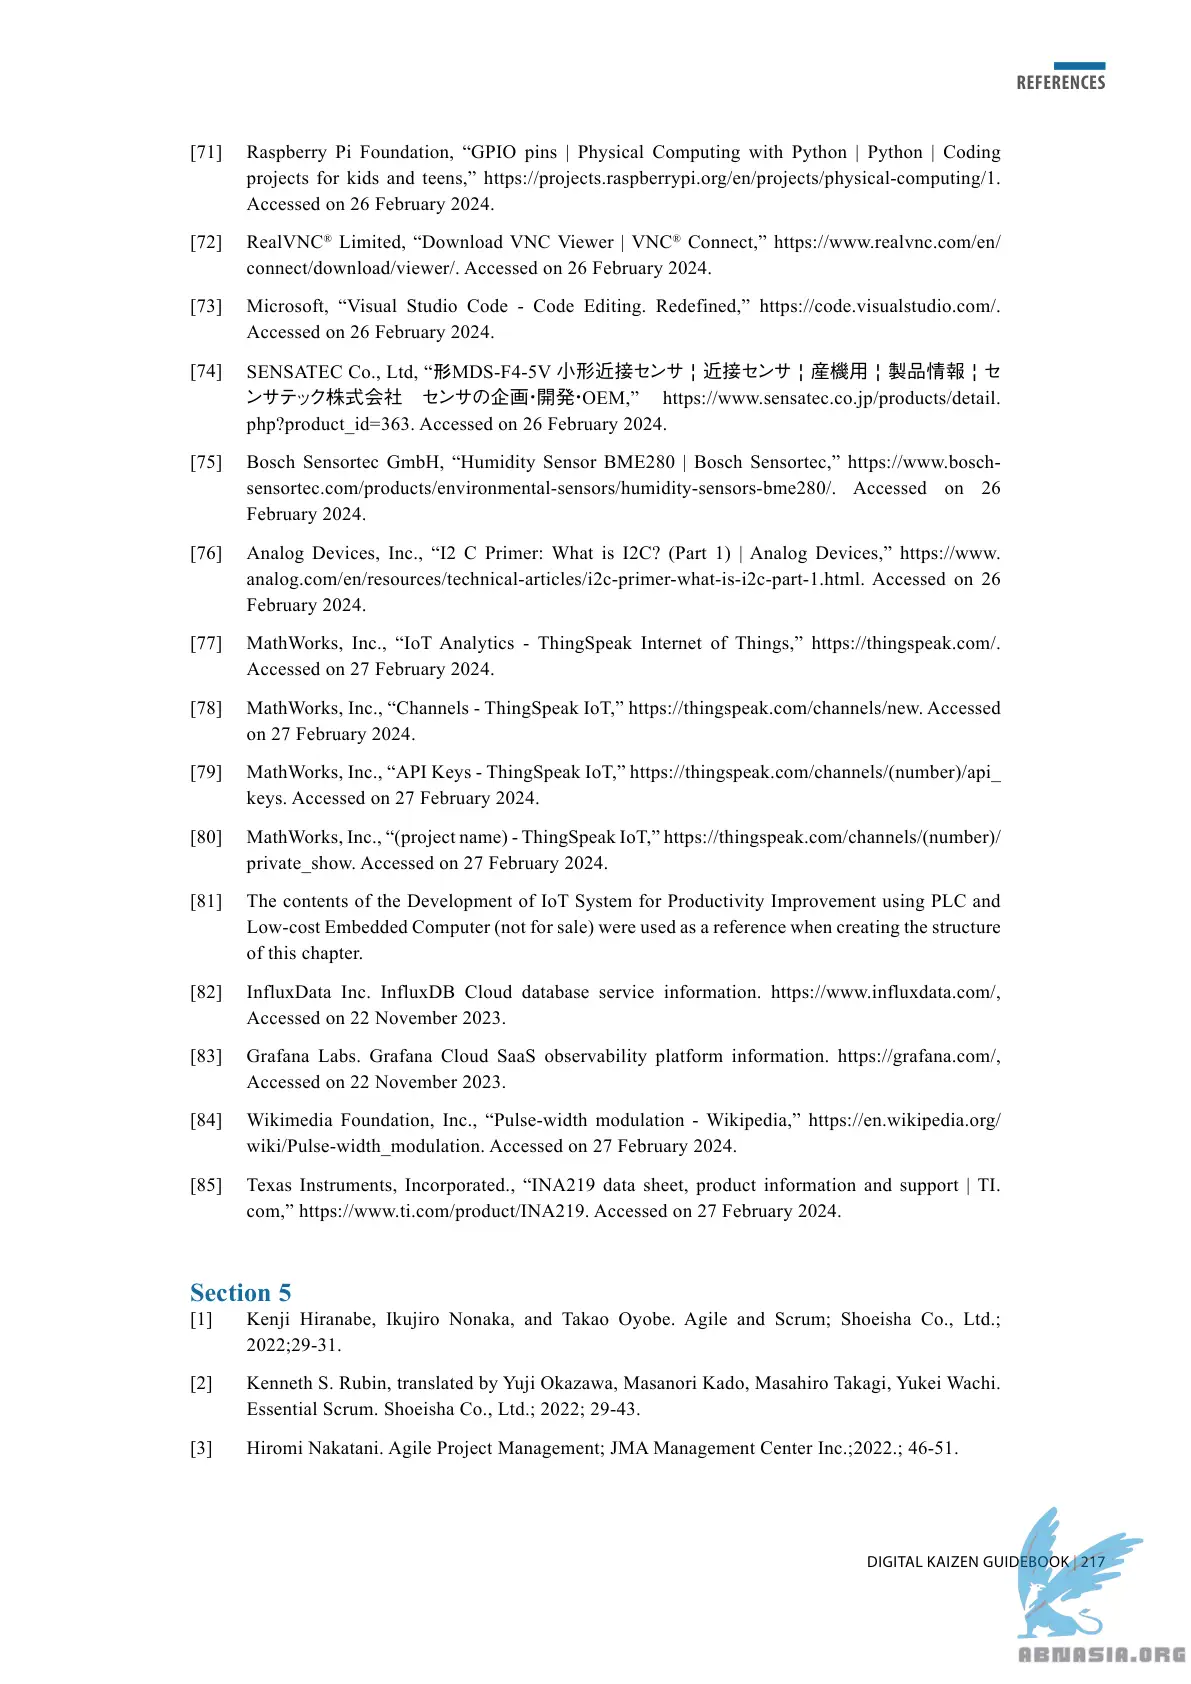 REFERENCES
[71] Raspberry Pi Foundation, “GPIO pins | Physical Computing with Python | Python | Coding
projects for kids and teens,” https://projects.raspberrypi.org/en/projects/physical-computing/1.
Accessed on 26 February 2024.
[72] RealVNC® Limited, “Download VNC Viewer | VNC® Connect,” https://www.realvnc.com/en/
connect/download/viewer/. Accessed on 26 February 2024.
[73] Microsoft, “Visual Studio Code - Code Editing. Redefined,” https://code.visualstudio.com/.
Accessed on 26 February 2024.
[74] SENSATEC Co., Ltd, “形MDS-F4-5V 小形近接センサ ¦ 近接センサ ¦ 産機用 ¦ 製品情報 ¦ セ
ンサテック株式会社　センサの企画・開発・OEM,” https://www.sensatec.co.jp/products/detail.
php?product_id=363. Accessed on 26 February 2024.
[75] Bosch Sensortec GmbH, “Humidity Sensor BME280 | Bosch Sensortec,” https://www.bosch-
sensortec.com/products/environmental-sensors/humidity-sensors-bme280/. Accessed on 26
February 2024.
[76] Analog Devices, Inc., “I2 C Primer: What is I2C? (Part 1) | Analog Devices,” https://www.
analog.com/en/resources/technical-articles/i2c-primer-what-is-i2c-part-1.html. Accessed on 26
February 2024.
[77] MathWorks, Inc., “IoT Analytics - ThingSpeak Internet of Things,” https://thingspeak.com/.
Accessed on 27 February 2024.
[78] MathWorks, Inc., “Channels - ThingSpeak IoT,” https://thingspeak.com/channels/new. Accessed
on 27 February 2024.
[79] MathWorks, Inc., “API Keys - ThingSpeak IoT,” https://thingspeak.com/channels/(number)/api_
keys. Accessed on 27 February 2024.
[80] MathWorks, Inc., “(project name) - ThingSpeak IoT,” https://thingspeak.com/channels/(number)/
private_show. Accessed on 27 February 2024.
[81] The contents of the Development of IoT System for Productivity Improvement using PLC and
Low-cost Embedded Computer (not for sale) were used as a reference when creating the structure
of this chapter.
[82] InfluxData Inc. InfluxDB Cloud database service information. https://www.influxdata.com/,
Accessed on 22 November 2023.
[83] Grafana Labs. Grafana Cloud SaaS observability platform information. https://grafana.com/,
Accessed on 22 November 2023.
[84] Wikimedia Foundation, Inc., “Pulse-width modulation - Wikipedia,” https://en.wikipedia.org/
wiki/Pulse-width_modulation. Accessed on 27 February 2024.
[85] Texas Instruments, Incorporated., “INA219 data sheet, product information and support | TI.
com,” https://www.ti.com/product/INA219. Accessed on 27 February 2024.
Section 5
[1] Kenji Hiranabe, Ikujiro Nonaka, and Takao Oyobe. Agile and Scrum; Shoeisha Co., Ltd.;
2022;29-31.
[2] Kenneth S. Rubin, translated by Yuji Okazawa, Masanori Kado, Masahiro Takagi, Yukei Wachi.
Essential Scrum. Shoeisha Co., Ltd.; 2022; 29-43.
[3] Hiromi Nakatani. Agile Project Management; JMA Management Center Inc.;2022.; 46-51.
DIGITAL KAIZEN GUIDEBOOK | 217
ABNASIA.ORG